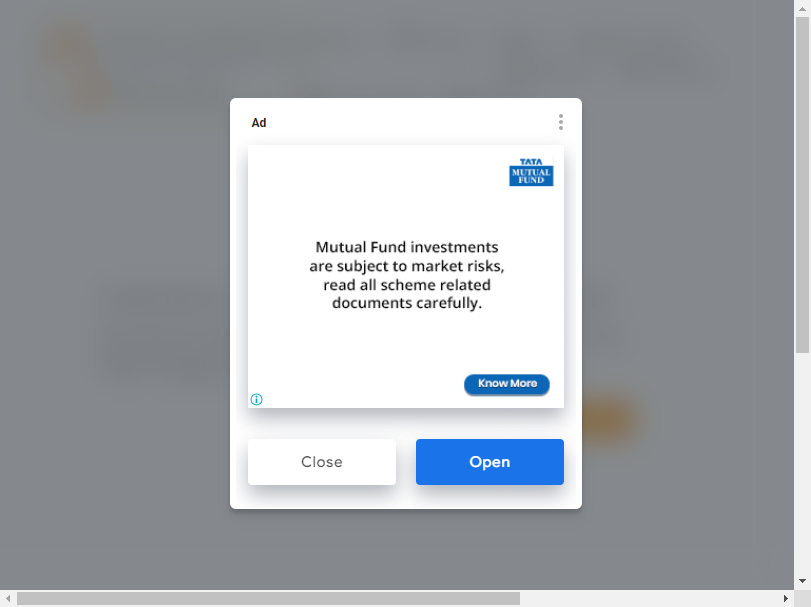 Ad
TATA
MUTUAL
FUND
Mutual Fund investments
are subject to market risks,
read all scheme related
documents carefully.
Know More
Close
Open